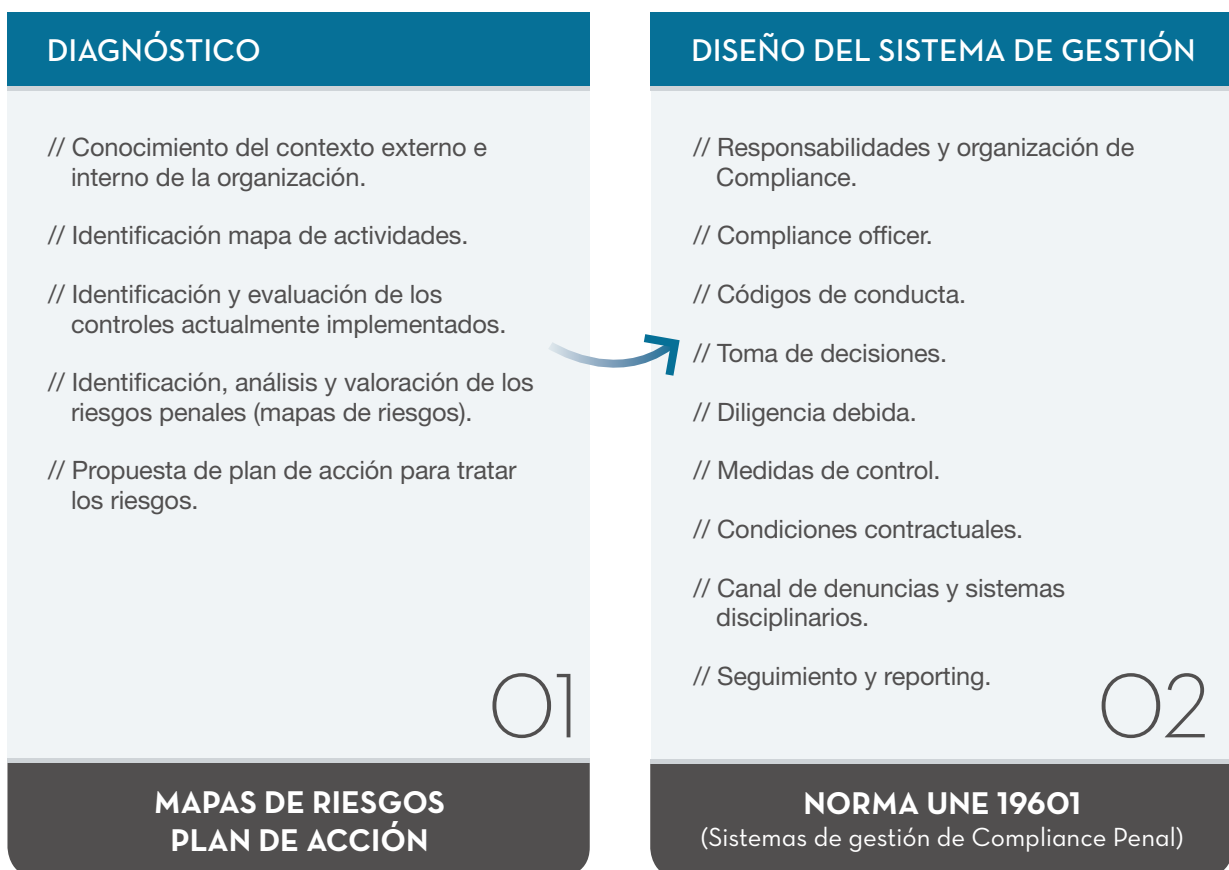 DIAGNÓSTICO
// Conocimiento del contexto externo e
interno de la organización.
// Identificación mapa de actividades.
// Identificación y evaluación de los
controles actualmente implementados.
// Identificación, análisis y valoración de los
riesgos penales (mapas de riesgos).
// Propuesta de plan de acción para tratar
los riesgos.
01
MAPAS DE RIESGOS
PLAN DE ACCIÓN
DISEÑO DEL SISTEMA DE GESTIÓN
// Responsabilidades y organización de
Compliance.
// Compliance officer.
// Códigos de conducta.
// Toma de decisiones.
// Diligencia debida.
// Medidas de control.
// Condiciones contractuales.
// Canal de denuncias y sistemas
disciplinarios.
// Seguimiento y reporting.
02
NORMA UNE 19601
(Sistemas de gestión de Compliance Penal)